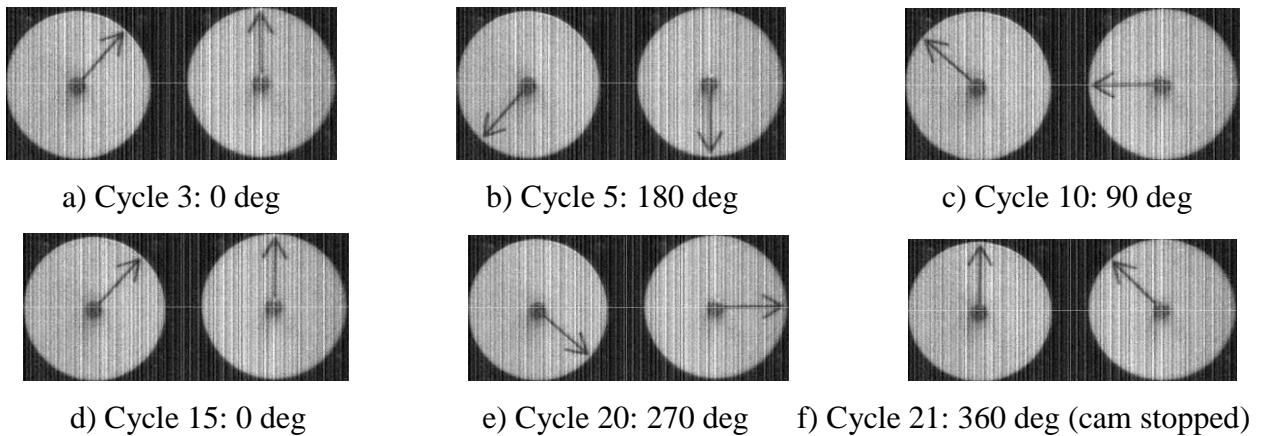 a) Cycle 3: 0 deg
b) Cycle 5: 180 deg
c) Cycle 10: 90 deg
d) Cycle 15: 0 deg
e) Cycle 20: 270 deg
f) Cycle 21: 360 deg (cam stopped)